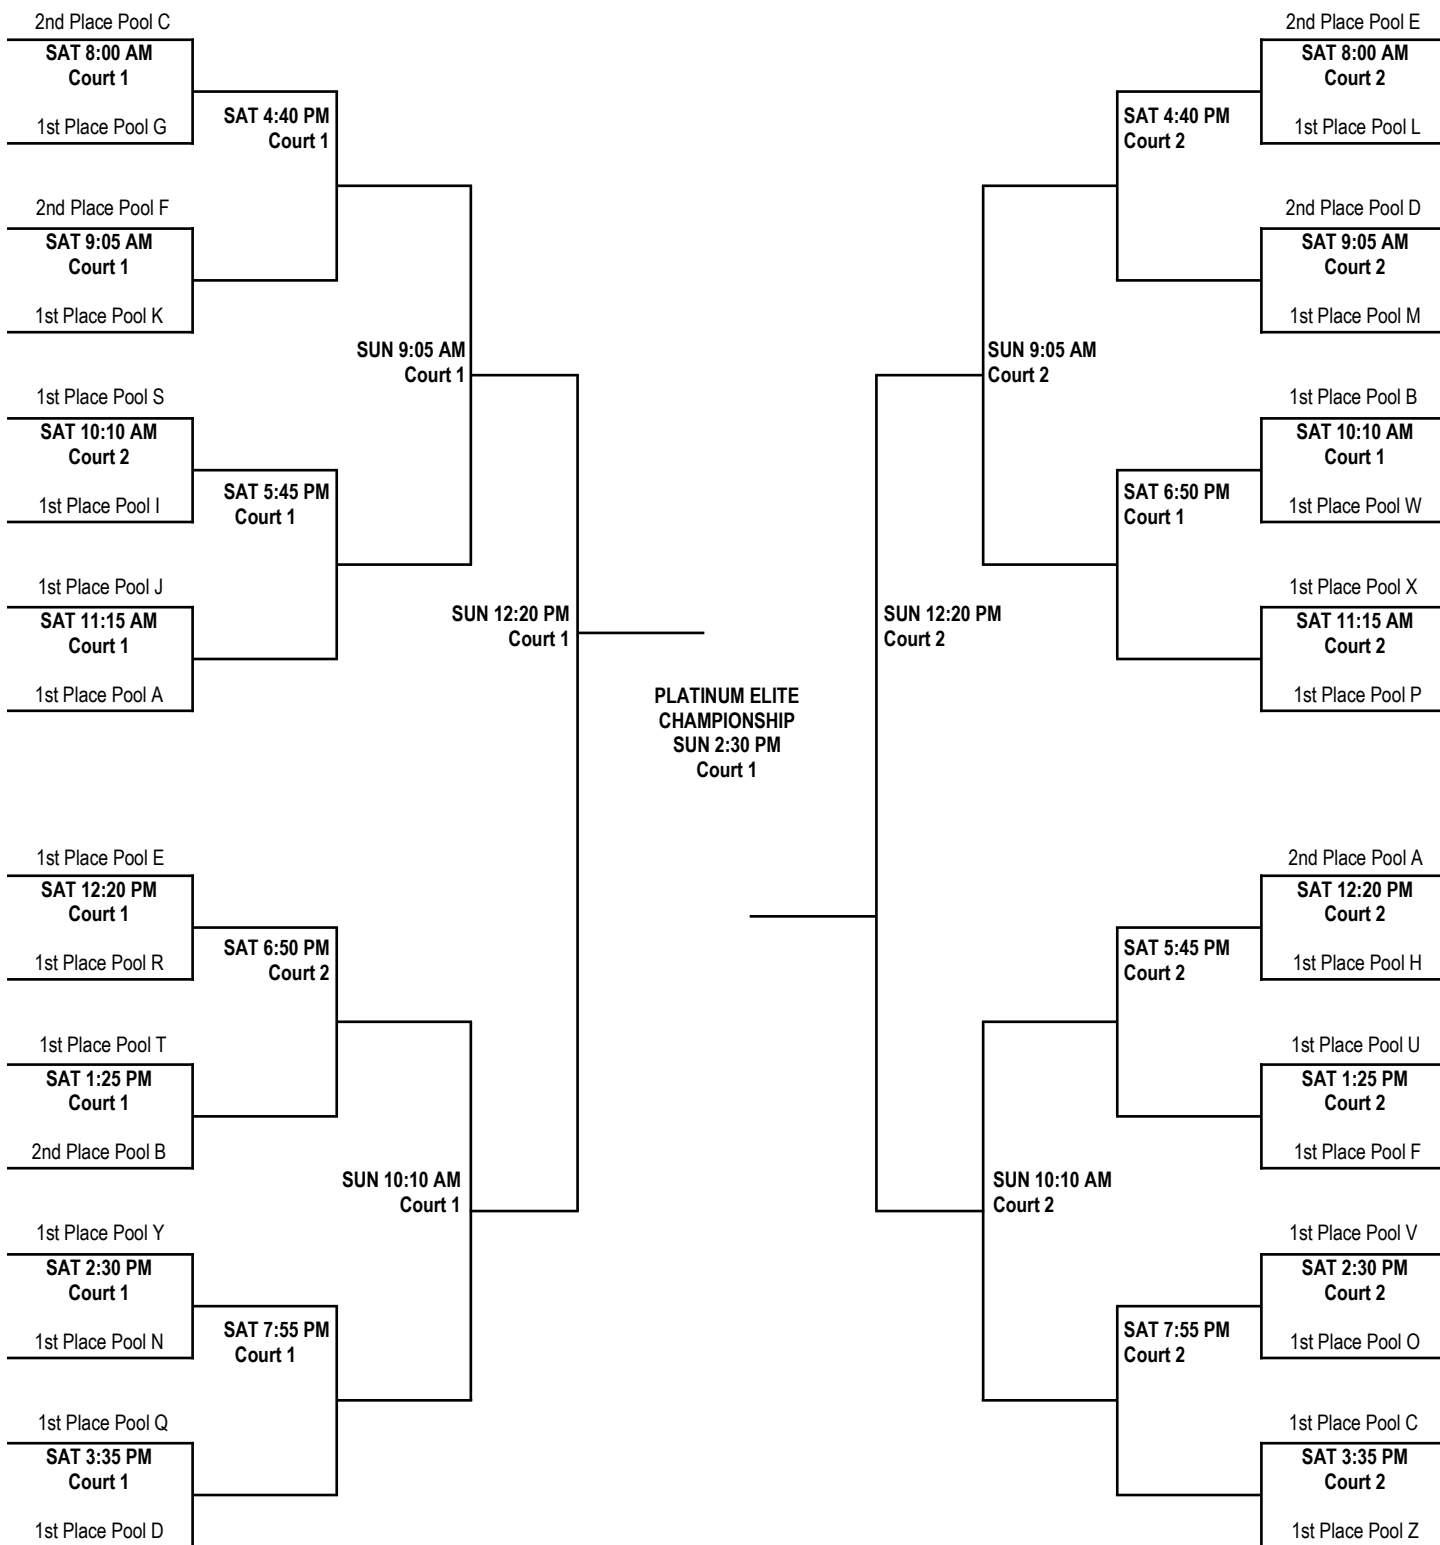 2nd Place Pool C
SAT 8:00 AM
Court 1
1st Place Pool G
SAT 4:40 PM
Court 1
2nd Place Pool F
SAT 9:05 AM
Court 1
1st Place Pool K
SUN 9:05 AM
Court 1
1st Place Pool S
SAT 10:10 AM
Court 2
1st Place Pool I
SAT 5:45 PM
Court 1
1st Place Pool J
SAT 11:15 AM
Court 1
1st Place Pool A
SUN 12:20 PM
Court 1
1st Place Pool E
SAT 12:20 PM
Court 1
1st Place Pool R
SAT 6:50 PM
Court 2
1st Place Pool T
SAT 1:25 PM
Court 1
2nd Place Pool B
SUN 10:10 AM
Court 1
1st Place Pool Y
SAT 2:30 PM
Court 1
1st Place Pool N
SAT 7:55 PM
Court 1
1st Place Pool Q
SAT 3:35 PM
Court 1
1st Place Pool D
PLATINUM ELITE
CHAMPIONSHIP
SUN 2:30 PM
Court 1
2nd Place Pool E
SAT 8:00 AM
Court 2
1st Place Pool L
SAT 4:40 PM
Court 2
2nd Place Pool D
SAT 9:05 AM
Court 2
1st Place Pool M
SUN 9:05 AM
Court 2
1st Place Pool B
SAT 10:10 AM
Court 1
1st Place Pool W
SAT 6:50 PM
Court 1
1st Place Pool X
SAT 11:15 AM
Court 2
1st Place Pool P
SUN 12:20 PM
Court 2
2nd Place Pool A
SAT 12:20 PM
Court 2
1st Place Pool H
SAT 5:45 PM
Court 2
1st Place Pool U
SAT 1:25 PM
Court 2
1st Place Pool F
SUN 10:10 AM
Court 2
1st Place Pool V
SAT 2:30 PM
Court 2
1st Place Pool O
SAT 7:55 PM
Court 2
1st Place Pool C
SAT 3:35 PM
Court 2
1st Place Pool Z